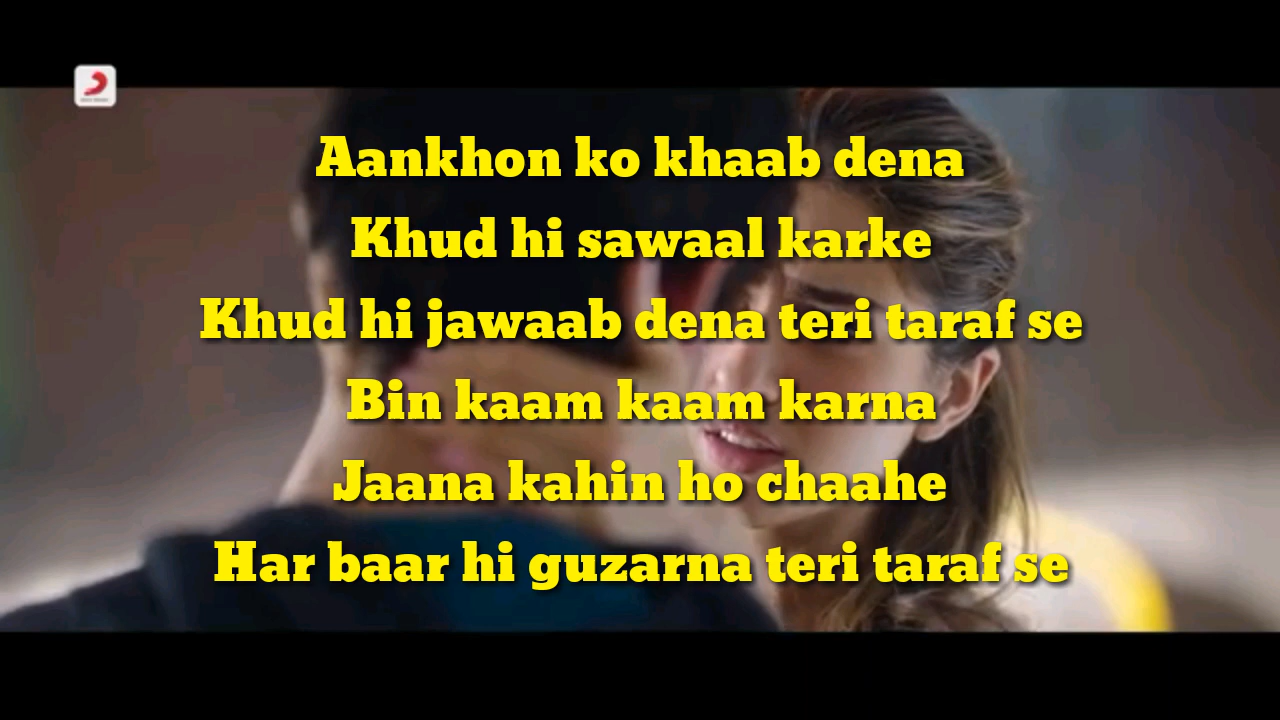 Aankhon ko khaab dena
Khud hi sawaal karke
Khud hi jawaab dena teri taraf se
Bin kaam kaam karna
Jaana kahin ho chaahe
Har baar hi guzarna teri taraf se